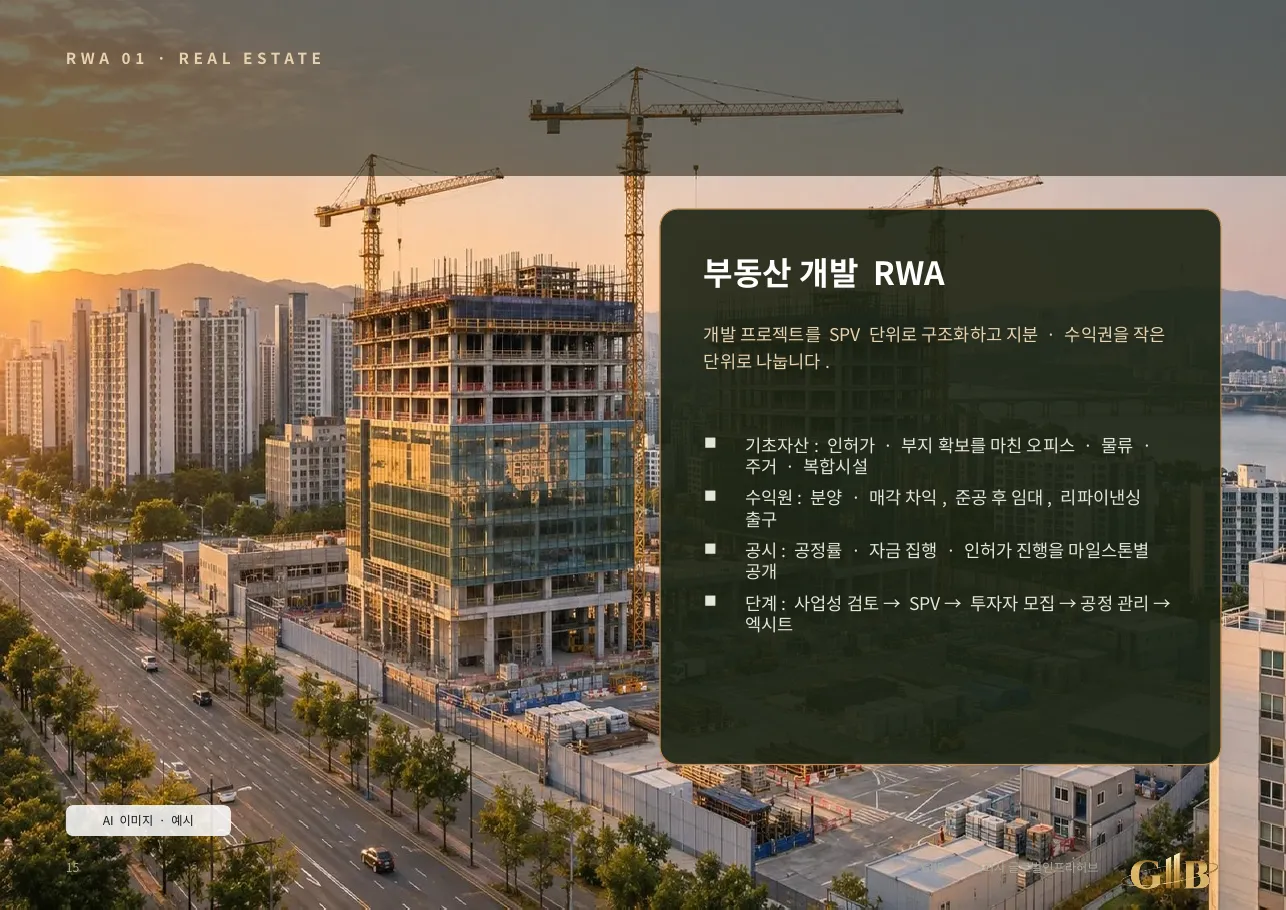 RWA 01 · REAL ESTATE
부동산 개발 RWA
개발 프로젝트를 SPV 단위로 구조화하고 지분 · 수익권을 작은
단위로 나눕니다.
■ 기초자산: 인허가 · 부지 확보를 마친 오피스 · 물류 ·
주거 · 복합시설
■ 수익원: 분양 · 매각 차익, 준공 후 임대, 리파이낸싱
출구
■ 공시: 공정률 · 자금 집행 · 인허가 진행을 마일스톤별
공개
■ 단계: 사업성 검토 → SPV → 투자자 모집 → 공정 관리 →
엑시트
AI 이미지 · 예시
15
GIB